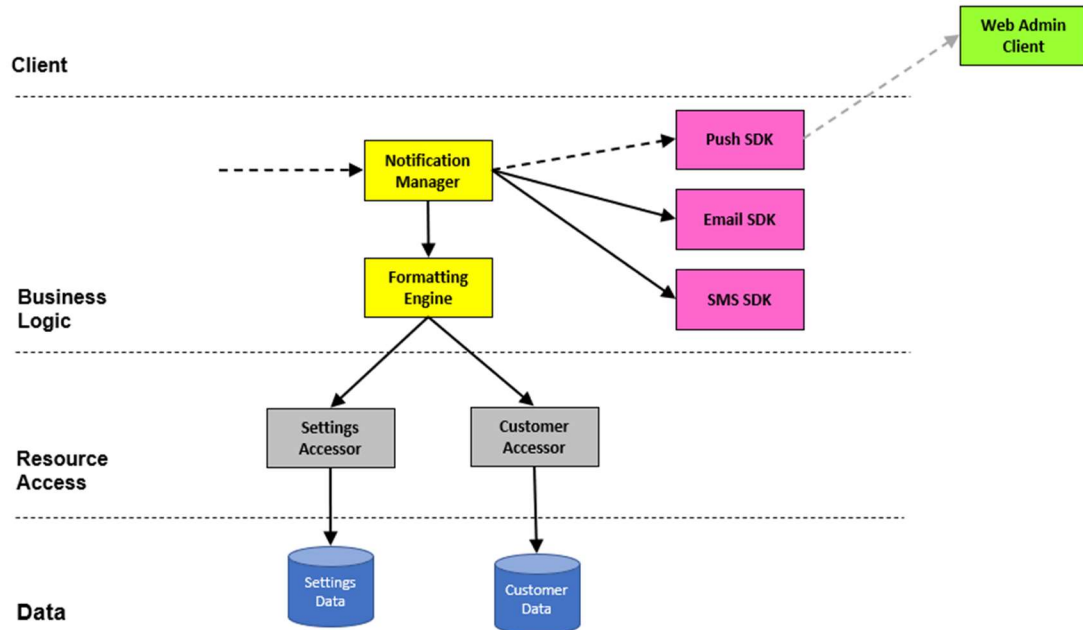 Web Admin
Client
Client
Push SDK
Notification
Manager
Email SDK
Formatting
Engine
SMS SDK
Business
Logic
Settings
Accessor
Customer
Accessor
Resource
Access
Settings
Data
Customer
Data
Data